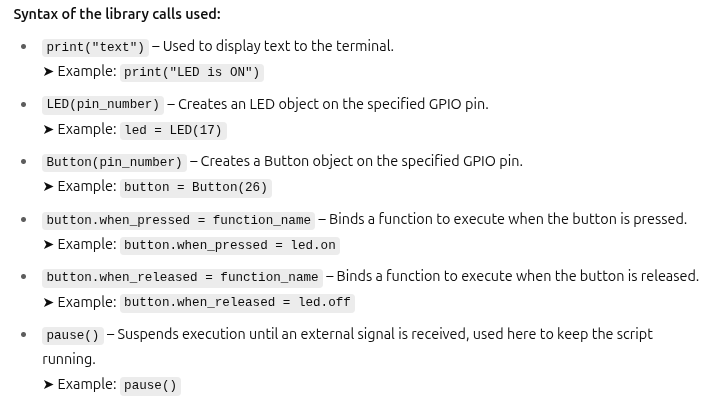 Syntax of the library calls used:
• print("text") – Used to display text to the terminal.
➤ Example: print("LED is ON")
• LED(pin_number) – Creates an LED object on the specified GPIO pin.
➤ Example: led = LED(17)
• Button(pin_number) – Creates a Button object on the specified GPIO pin.
➤ Example: button = Button(26)
• button.when_pressed = function_name – Binds a function to execute when the button is pressed.
➤ Example: button.when_pressed = led.on
• button.when_released = function_name – Binds a function to execute when the button is released.
➤ Example: button.when_released = led.off
• pause() – Suspends execution until an external signal is received, used here to keep the script
running.
➤ Example: pause()